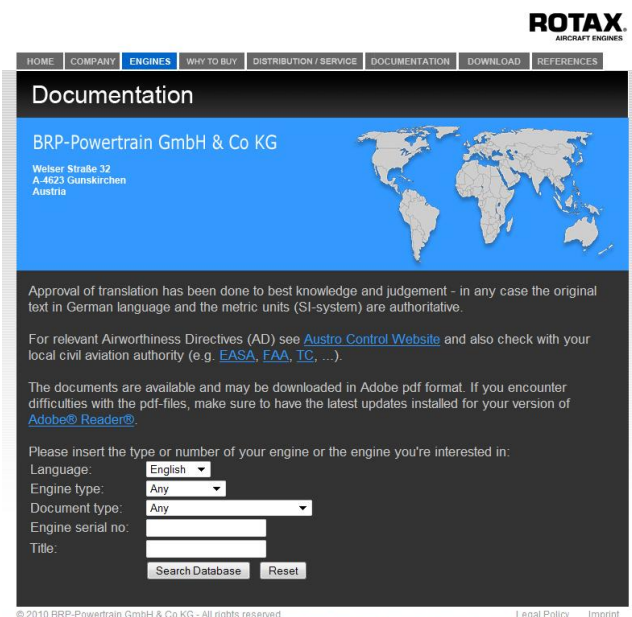 ROTAX.
AIRCRAFT ENGINES
HOME COMPANY ENGINES WHY TO BUY DISTRIBUTION / SERVICE DOCUMENTATION DOWNLOAD REFERENCES
Documentation
BRP-Powertrain GmbH & Co KG
Welser Straße 32
A-4623 Gunskirchen
Austria
Approval of translation has been done to best knowledge and judgement - in any case the original
text in German language and the metric units (SI-system) are authoritative.
For relevant Airworthiness Directives (AD) see Austro Control Website and also check with your
local civil aviation authority (e.g. EASA, FAA, TC, ...).
The documents are available and may be downloaded in Adobe pdf format. If you encounter
difficulties with the pdf-files, make sure to have the latest updates installed for your version of
Adobe® Reader®.
Please insert the type or number of your engine or the engine you're interested in:
Language: English
Engine type: Any
Document type: Any
Engine serial no:
Title:
Search Database Reset
© 2010 BRP-Powertrain GmbH & Co KG - All rights reserved Legal Policy Imprint